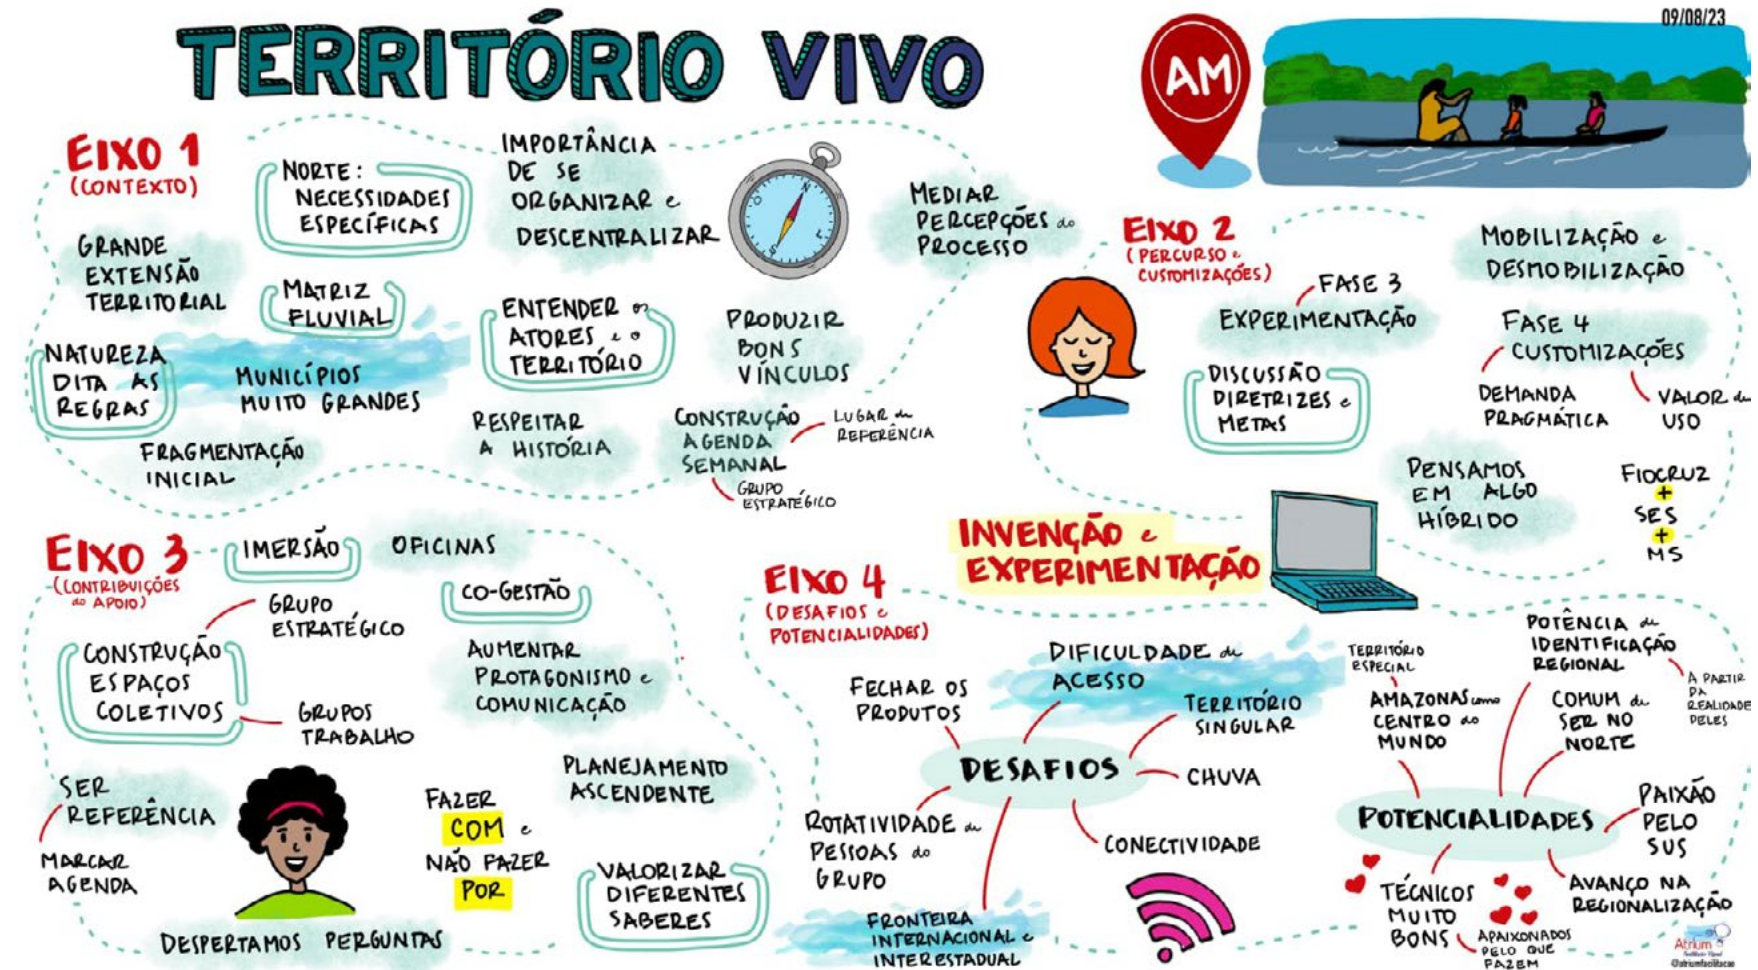 TERRITÓRIO VIVO
AM
09/08/23
EIXO 1
(CONTEXTO)
NORTE:
NECESSIDADES
ESPECÍFICAS
IMPORTÂNCIA
DE SE
ORGANIZAR e
DESCENTRALIZAR
MEDIAR
PERCEPÇÕES do
PROCESSO
GRANDE
EXTENSÃO
TERRITORIAL
MATRIZ
FLUVIAL
ENTENDER os
ATORES e o
TERRITÓRIO
PRODUZIR
BONS
VÍNCULOS
NATUREZA
DITA AS
REGRAS
MUNICÍPIOS
MUITO GRANDES
FRAGMENTAÇÃO
INICIAL
RESPEITAR
A HISTÓRIA
CONSTRUÇÃO
AGENDA
SEMANAL
LUGAR de
REFERÊNCIA
GRUPO
ESTRATÉGICO
EIXO 2
(PERCURSO e
CUSTOMIZAÇÕES)
FASE 3
EXPERIMENTAÇÃO
MOBILIZAÇÃO e
DESMOBILIZAÇÃO
DISCUSSÃO
DIRETRIZES e
METAS
FASE 4
CUSTOMIZAÇÕES
DEMANDA
PRAGMÁTICA
VALOR de
USO
PENSAMOS
EM ALGO
HÍBRIDO
FIOCRUZ
+
SES
+
MS
INVENÇÃO e
EXPERIMENTAÇÃO
EIXO 3
(CONTRIBUIÇÕES
do APOIO)
IMERSÃO
OFICINAS
CO-GESTÃO
GRUPO
ESTRATÉGICO
CONSTRUÇÃO
ESPAÇOS
COLETIVOS
GRUPOS
TRABALHO
AUMENTAR
PROTAGONISMO e
COMUNICAÇÃO
SER
REFERÊNCIA
MARCAR
AGENDA
PLANEJAMENTO
ASCENDENTE
FAZER
COM e
NÃO FAZER
POR
VALORIZAR
DIFERENTES
SABERES
DESPERTAMOS PERGUNTAS
EIXO 4
(DESAFIOS e
POTENCIALIDADES)
DESAFIOS
FECHAR OS
PRODUTOS
DIFICULDADE de
ACESSO
TERRITÓRIO
SINGULAR
CHUVA
CONECTIVIDADE
ROTATIVIDADE de
PESSOAS do
GRUPO
FRONTEIRA
INTERNACIONAL e
INTERESTADUAL
POTENCIALIDADES
TERRITÓRIO
ESPECIAL
AMAZONAS como
CENTRO do
MUNDO
POTÊNCIA de
IDENTIFICAÇÃO
REGIONAL
A PARTIR
DA
REALIDADE
DELES
COMUM de
SER NO
NORTE
PAIXÃO
PELO
SUS
AVANÇO NA
REGIONALIZAÇÃO
TÉCNICOS
MUITO
BONS
APAIXONADOS
PELO QUE
FAZEM
Atrium
Facilitação Visual
@atriumfacilitacao